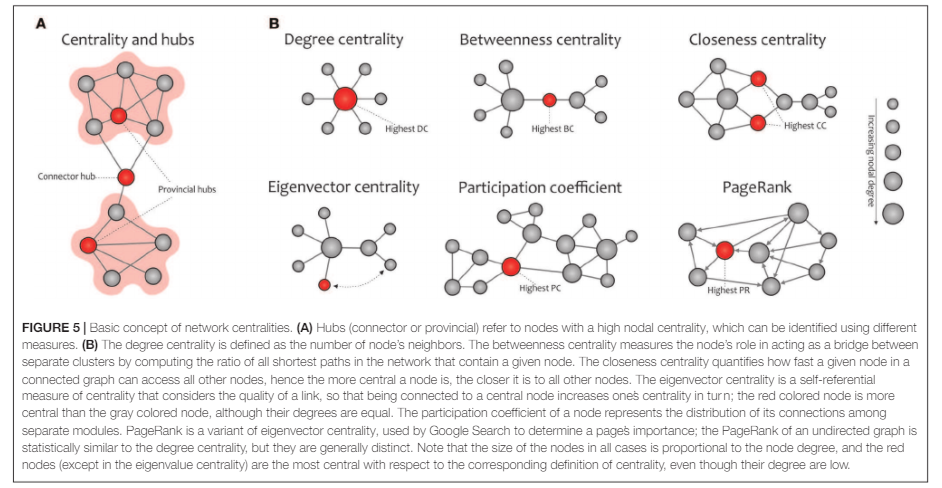 A
B
Centrality and hubs
Degree centrality
Betweenness centrality
Closeness centrality
Highest DC
Highest BC
Highest CC
Connector hub
Provincial hubs
Increasing nodal degree
Eigenvector centrality
Participation coefficient
PageRank
Highest PC
Highest PR
FIGURE 5 | Basic concept of network centralities. (A) Hubs (connector or provincial) refer to nodes with a high nodal centrality, which can be identified using different
measures. (B) The degree centrality is defined as the number of node's neighbors. The betweenness centrality measures the node's role in acting as a bridge between
separate clusters by computing the ratio of all shortest paths in the network that contain a given node. The closeness centrality quantifies how fast a given node in a
connected graph can access all other nodes, hence the more central a node is, the closer it is to all other nodes. The eigenvector centrality is a self-referential
measure of centrality that considers the quality of a link, so that being connected to a central node increases one's centrality in turn; the red colored node is more
central than the gray colored node, although their degrees are equal. The participation coefficient of a node represents the distribution of its connections among
separate modules. PageRank is a variant of eigenvector centrality, used by Google Search to determine a page's importance; the PageRank of an undirected graph is
statistically similar to the degree centrality, but they are generally distinct. Note that the size of the nodes in all cases is proportional to the node degree, and the red
nodes (except in the eigenvalue centrality) are the most central with respect to the corresponding definition of centrality, even though their degree are low.